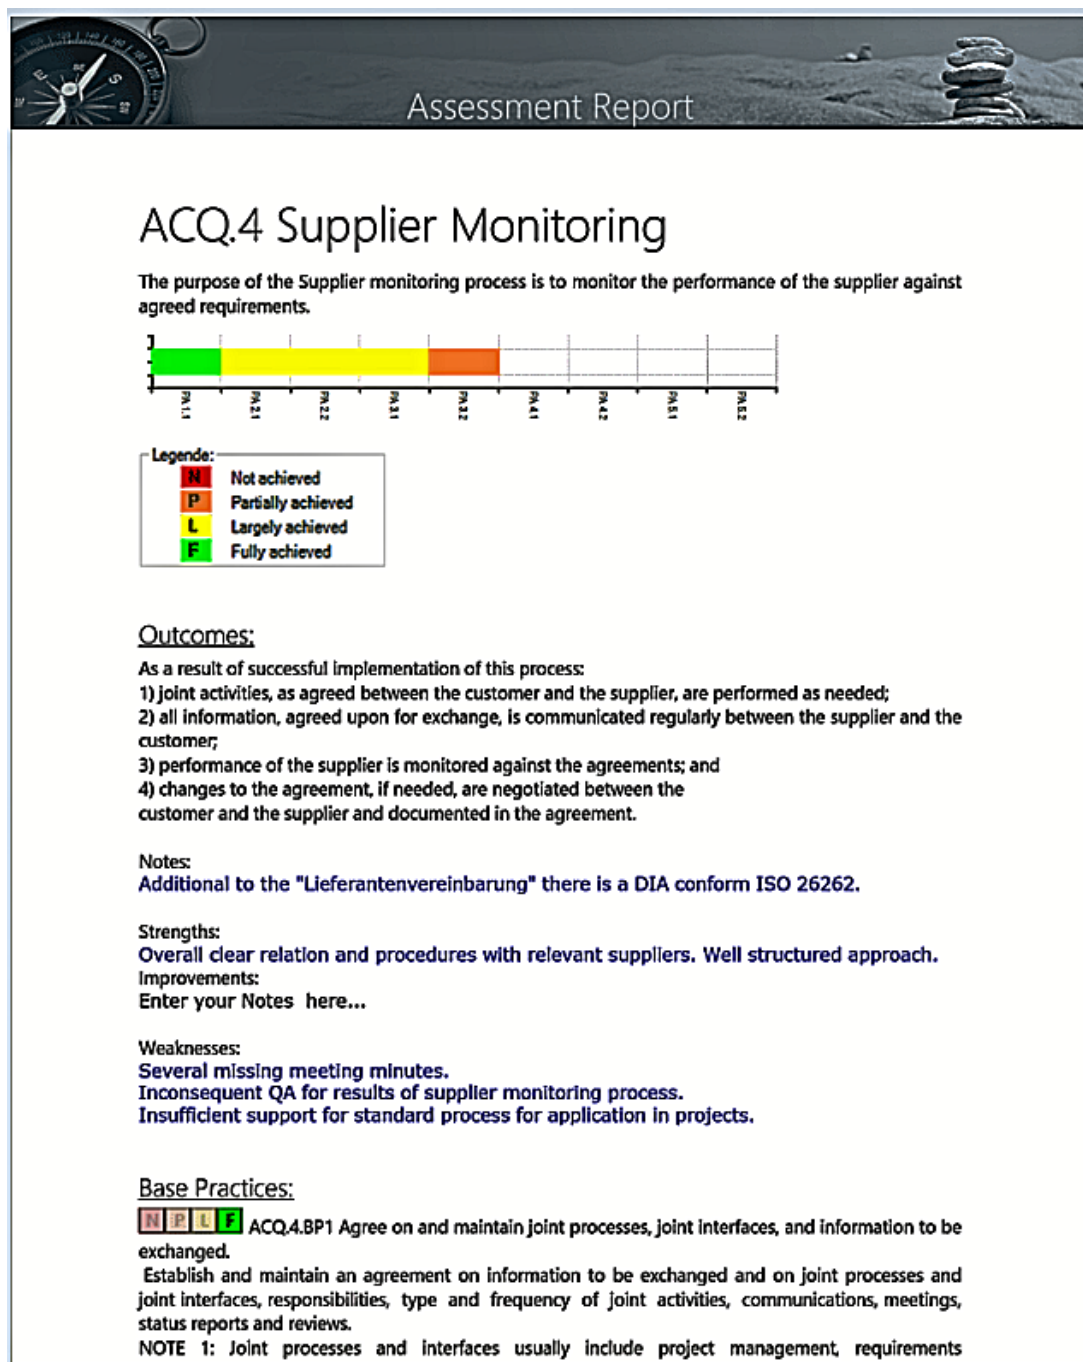 Assessment Report
ACQ.4 Supplier Monitoring
The purpose of the Supplier monitoring process is to monitor the performance of the supplier against
agreed requirements.
PA 1.1 PA 2.1 PA 2.2 PA 3.1 PA 3.2 PA 4.1 PA 4.2 PA 5.1 PA 5.2
Legende:
N Not achieved
P Partially achieved
L Largely achieved
F Fully achieved
Outcomes:
As a result of successful implementation of this process:
1) joint activities, as agreed between the customer and the supplier, are performed as needed;
2) all information, agreed upon for exchange, is communicated regularly between the supplier and the
customer;
3) performance of the supplier is monitored against the agreements; and
4) changes to the agreement, if needed, are negotiated between the
customer and the supplier and documented in the agreement.
Notes:
Additional to the "Lieferantenvereinbarung" there is a DIA conform ISO 26262.
Strengths:
Overall clear relation and procedures with relevant suppliers. Well structured approach.
Improvements:
Enter your Notes here...
Weaknesses:
Several missing meeting minutes.
Inconsequent QA for results of supplier monitoring process.
Insufficient support for standard process for application in projects.
Base Practices:
N P L F ACQ.4.BP1 Agree on and maintain joint processes, joint interfaces, and information to be
exchanged.
Establish and maintain an agreement on information to be exchanged and on joint processes and
joint interfaces, responsibilities, type and frequency of joint activities, communications, meetings,
status reports and reviews.
NOTE 1: Joint processes and interfaces usually include project management, requirements